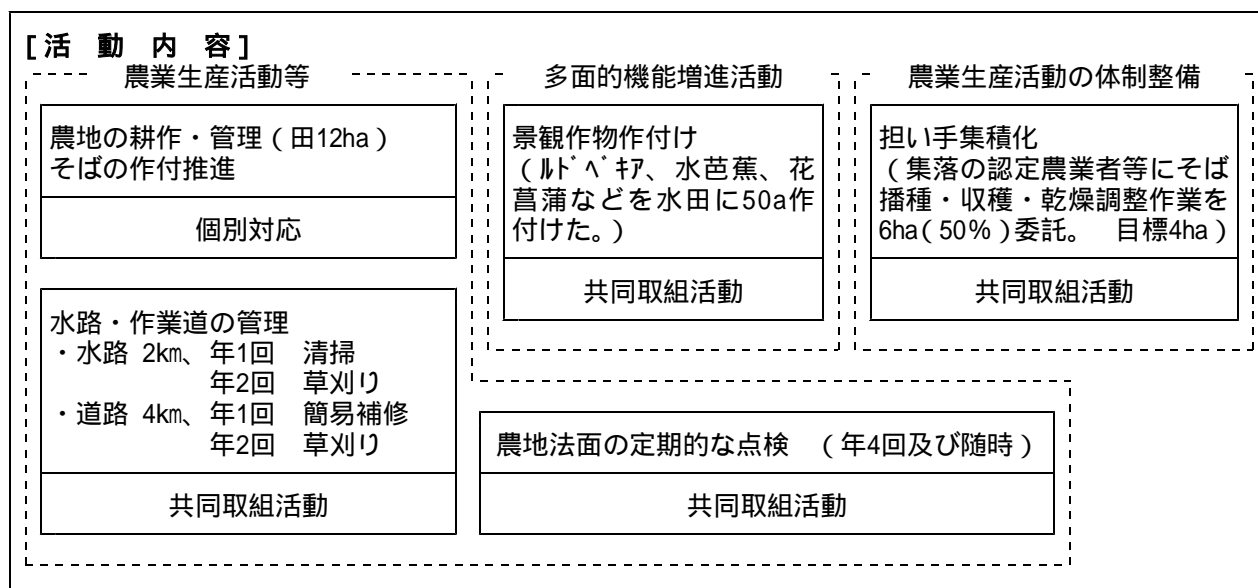 [活 動 内 容]
農業生産活動等
農地の耕作・管理（田12ha）
そばの作付推進
個別対応
水路・作業道の管理
・水路 2km、年1回 清掃
年2回 草刈り
・道路 4km、年1回 簡易補修
年2回 草刈り
共同取組活動
農地法面の定期的な点検 （年4回及び随時）
共同取組活動
多面的機能増進活動
景観作物作付け
（ﾙﾄﾞﾍﾞｷｱ、水芭蕉、花
菖蒲などを水田に50a作
付けた。）
共同取組活動
農業生産活動の体制整備
担い手集積化
（集落の認定農業者等にそば
播種・収穫・乾燥調整作業を
6ha（50％）委託。 目標4ha）
共同取組活動